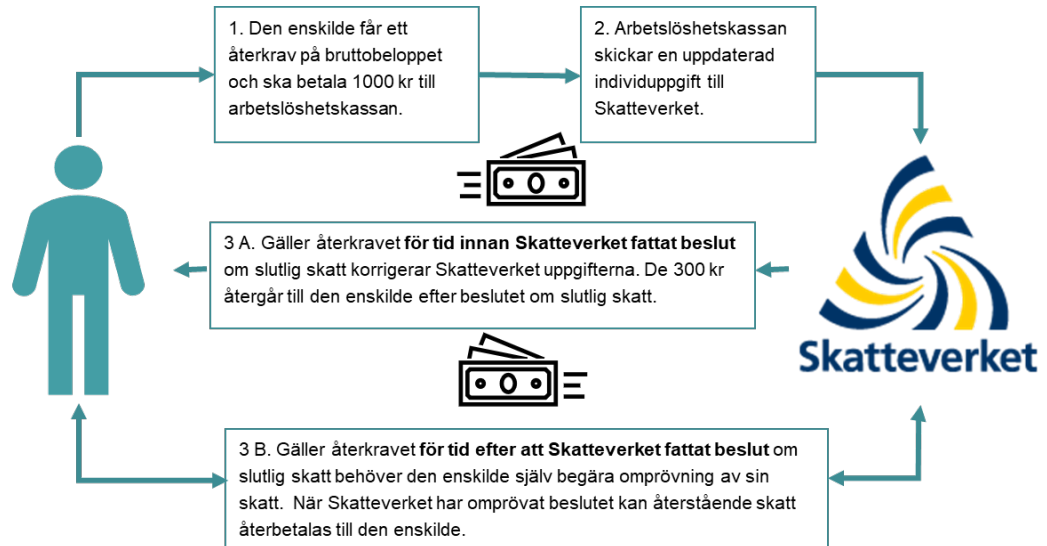 1. Den enskilde får ett
återkrav på bruttobeloppet
och ska betala 1000 kr till
arbetslöshetskassan.
2. Arbetslöshetskassan
skickar en uppdaterad
individuppgift till
Skatteverket.
3 A. Gäller återkravet för tid innan Skatteverket fattat beslut
om slutlig skatt korrigerar Skatteverket uppgifterna. De 300 kr
återgår till den enskilde efter beslutet om slutlig skatt.
Skatteverket
3 B. Gäller återkravet för tid efter att Skatteverket fattat beslut om
slutlig skatt behöver den enskilde själv begära omprövning av sin
skatt. När Skatteverket har omprövat beslutet kan återstående skatt
återbetalas till den enskilde.